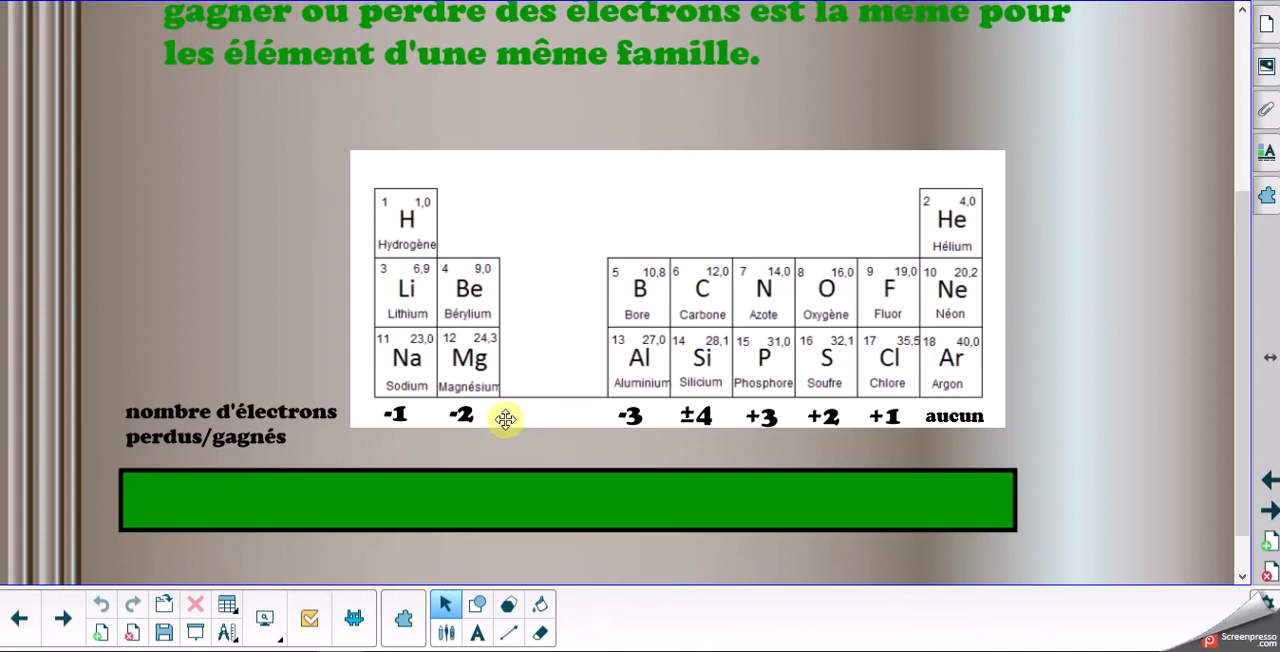 gagner ou perdre des électrons est la même pour
les élément d'une même famille.
1 1,0 2 4,0
H He
Hydrogène Hélium
3 6,9 4 9,0 5 10,8 6 12,0 7 14,0 8 16,0 9 19,0 10 20,2
Li Be B C N O F Ne
Lithium Bérylium Bore Carbone Azote Oxygène Fluor Néon
11 23,0 12 24,3 13 27,0 14 28,1 15 31,0 16 32,1 17 35,5 18 40,0
Na Mg Al Si P S Cl Ar
Sodium Magnésium Aluminium Silicium Phosphore Soufre Chlore Argon
nombre d'électrons
perdus/gagnés
-1 -2 -3 ±4 +3 +2 +1 aucun
Screenpresso
.com